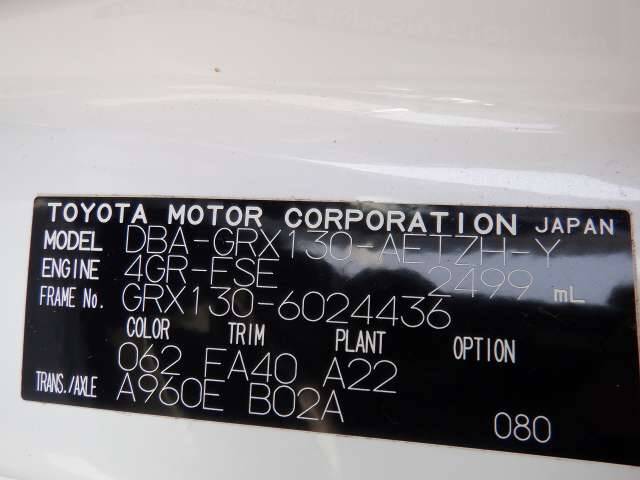 TOYOTA MOTOR CORPORATION JAPAN
MODEL DBA-GRX130-AETZH-Y
ENGINE 4GR-FSE 2499 mL
FRAME No. GRX130-6024436
COLOR TRIM PLANT OPTION
062 FA40 A22
TRANS./AXLE A960E B02A
080